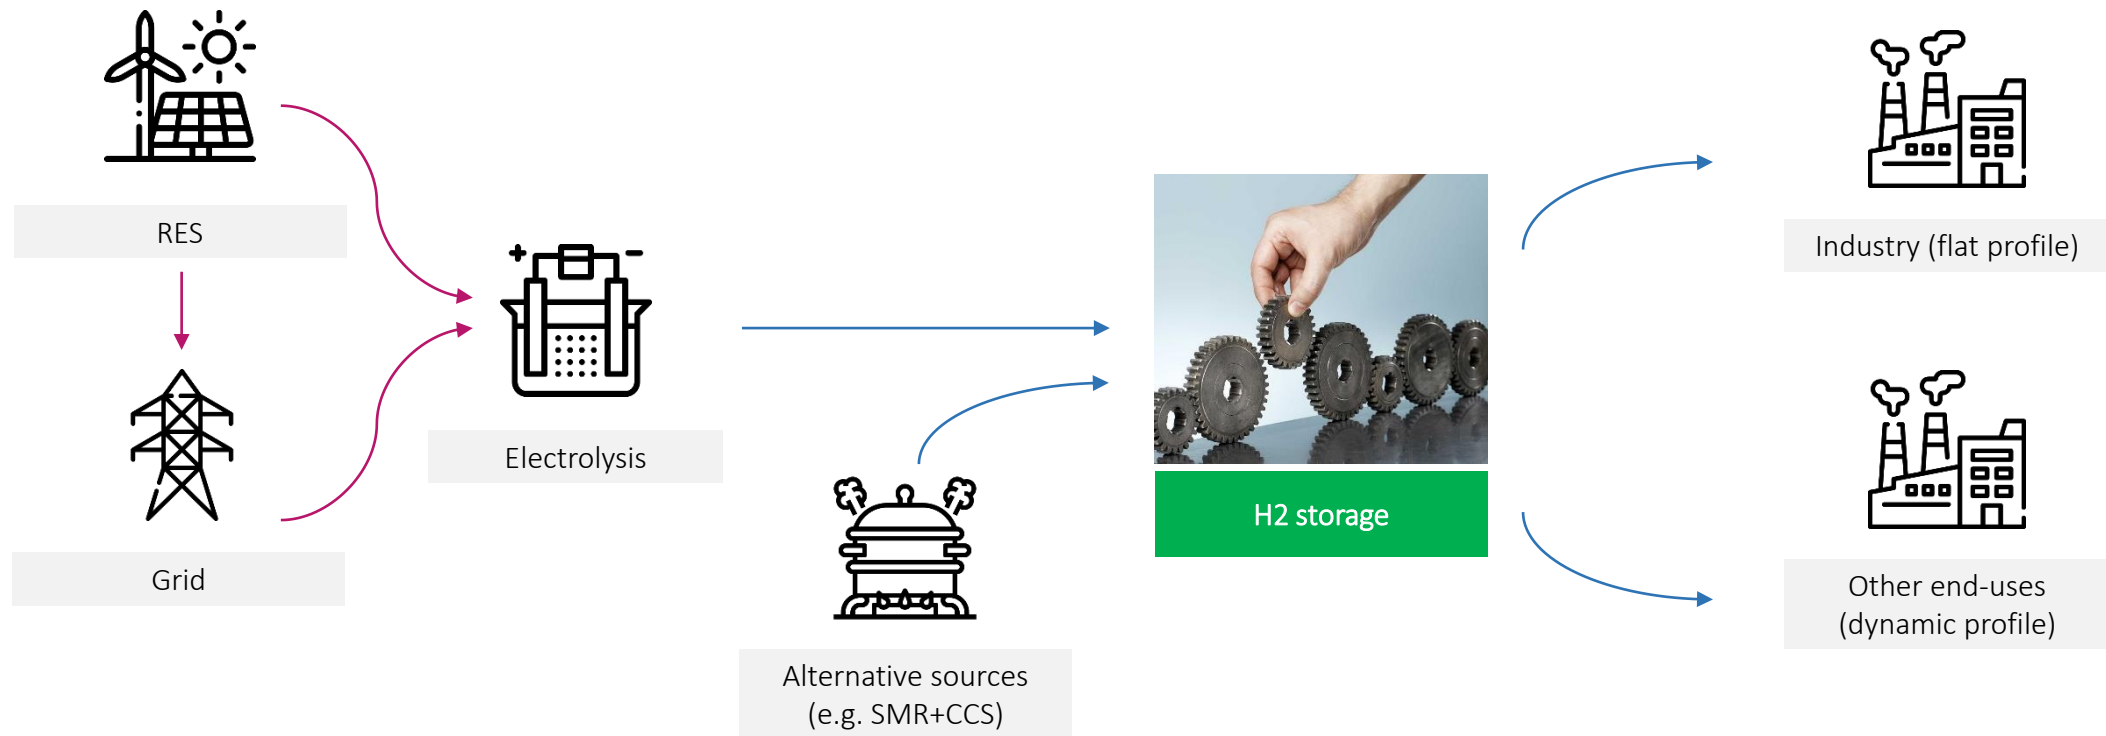 RES
Grid
Electrolysis
Alternative sources
(e.g. SMR+CCS)
H2 storage
Industry (flat profile)
Other end-uses
(dynamic profile)